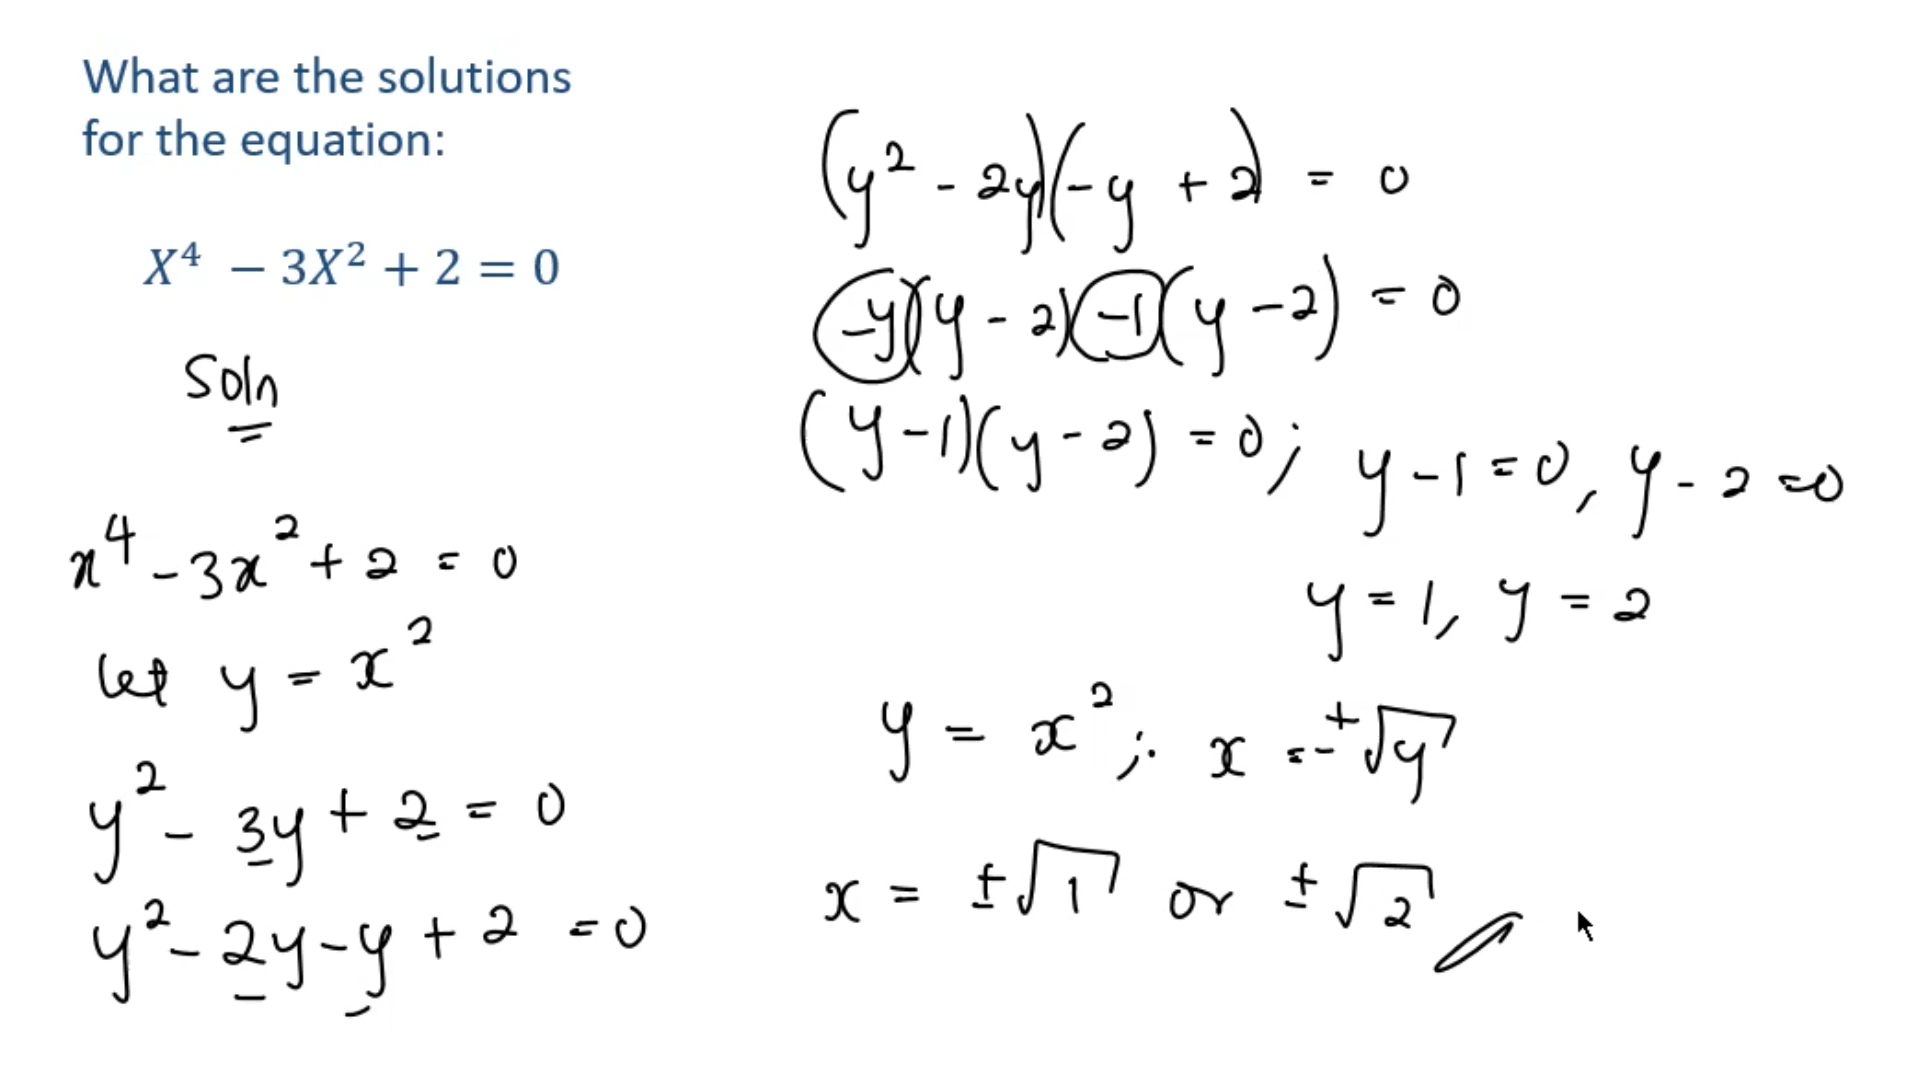 What are the solutions
for the equation:
X⁴ − 3X² + 2 = 0
Soln
x⁴ - 3x² + 2 = 0
let y = x²
y² - 3y + 2 = 0
y² - 2y - y + 2 = 0
(y² - 2y)(-y + 2) = 0
-y(y - 2) -1(y - 2) = 0
(y - 1)(y - 2) = 0; y - 1 = 0, y - 2 = 0
y = 1, y = 2
y = x²; x = ±√y
x = ±√1 or ±√2